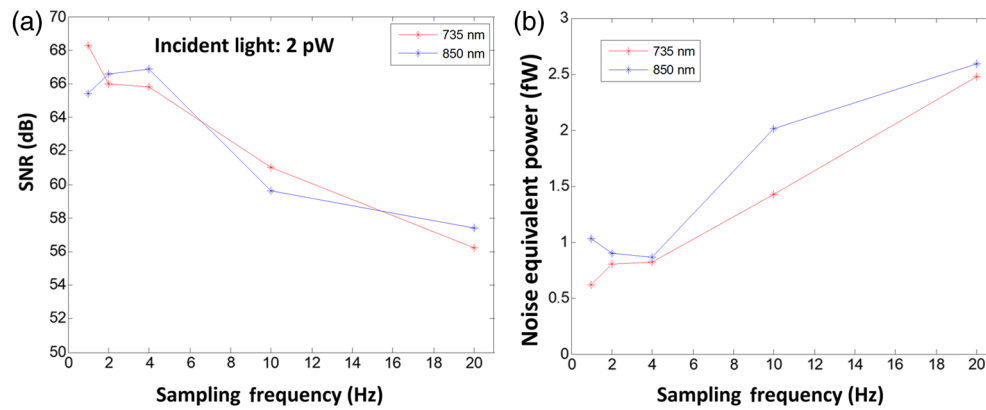 (a)
Incident light: 2 pW
735 nm
850 nm
SNR (dB)
70
68
66
64
62
60
58
56
54
52
50
0 2 4 6 8 10 12 14 16 18 20
Sampling frequency (Hz)
(b)
735 nm
850 nm
Noise equivalent power (fW)
3
2.5
2
1.5
1
0.5
0
0 2 4 6 8 10 12 14 16 18 20
Sampling frequency (Hz)